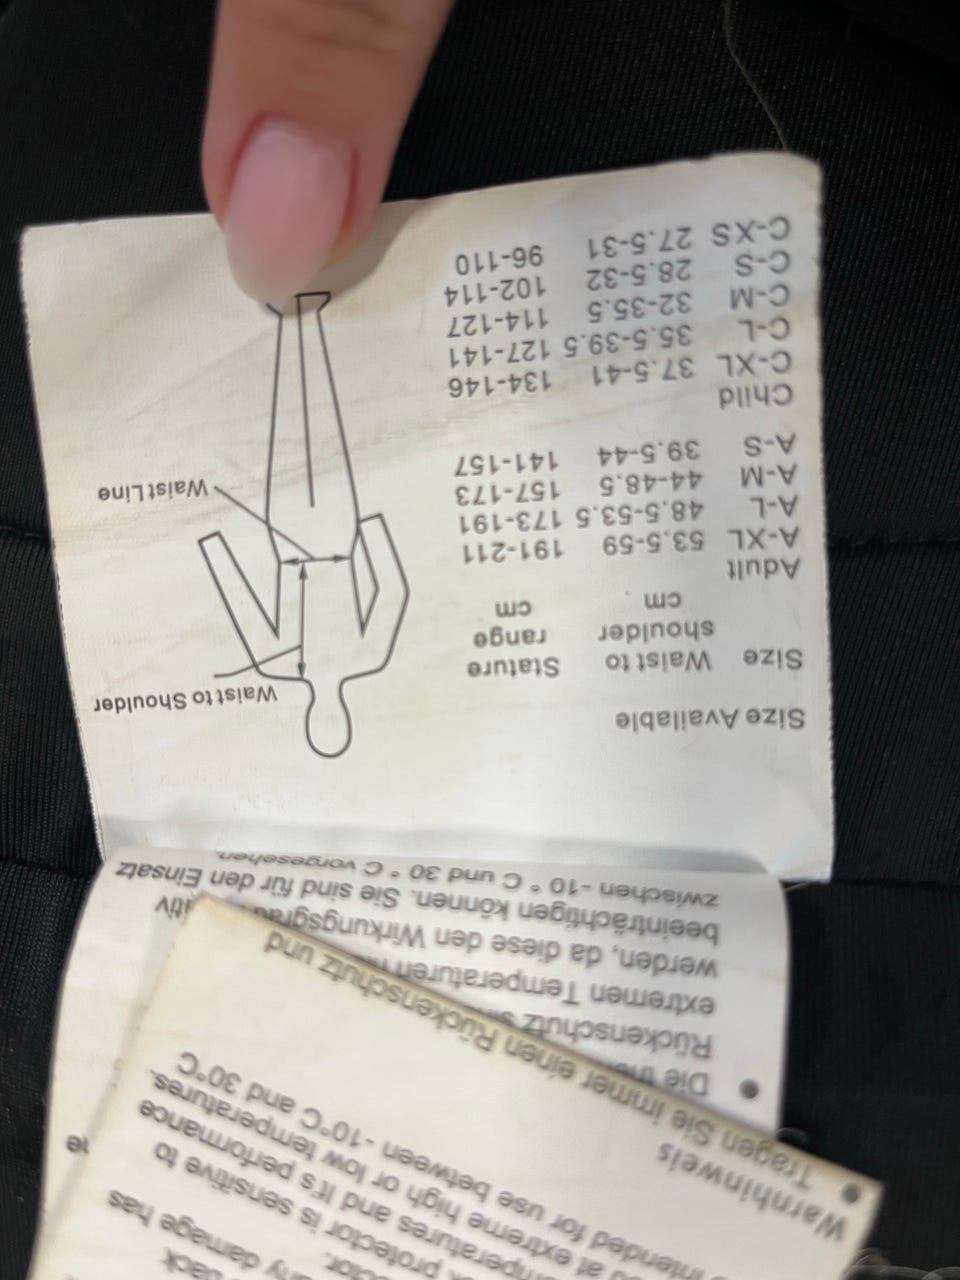 back
any damage has
protector is sensitive to
and it's performance
at extreme high or low temperatures.
intended for use between -10°C and 30°C
Warnhinweis
• Tragen Sie immer einen Rückenschutz und
• Die
Rückenschutz
extremen Temperaturen
werden, da diese den
beeinträchtigen können. Sie sind für den Einsatz
zwischen -10 ° C und 30 ° C vorgesehen.
Size Available
Size Waist to Stature
shoulder range
cm cm
Adult
A-XL 53.5-59 191-211
A-L 48.5-53.5 173-191
A-M 44-48.5 157-173
A-S 39.5-44 141-157
Child
C-XL 37.5-41 134-146
C-L 35.5-39.5 127-141
C-M 32-35.5 114-127
C-S 28.5-32 102-114
C-XS 27.5-31 96-110
Waist to Shoulder
Waist Line